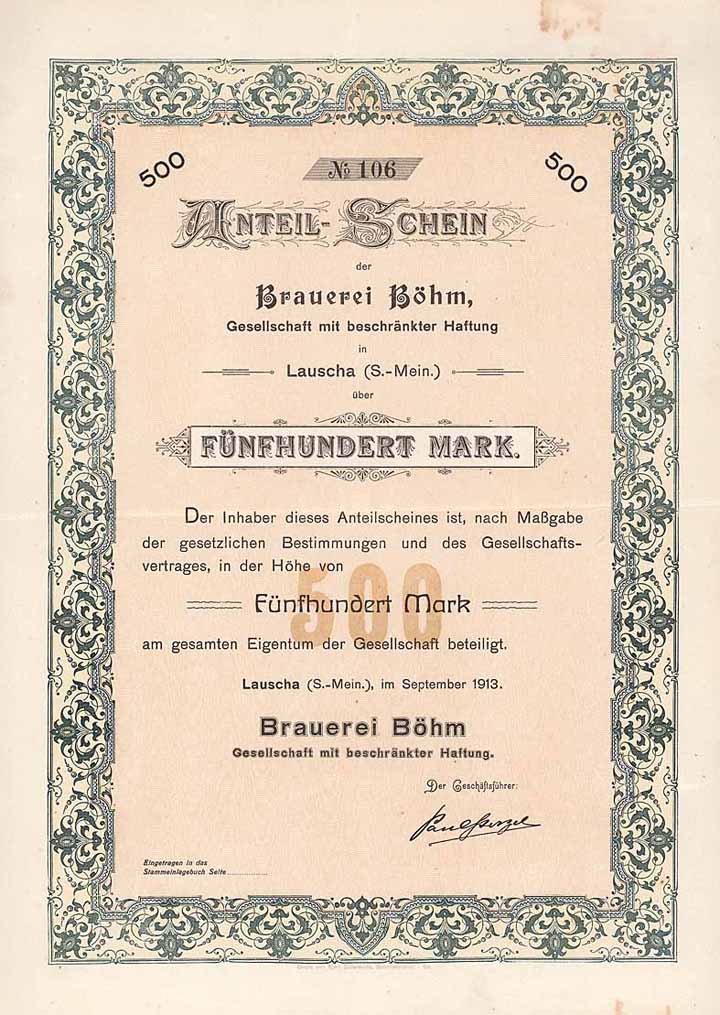 500
№ 106
500
ANTEIL-SCHEIN
der
Brauerei Böhm,
Gesellschaft mit beschränkter Haftung
in
Lauscha (S.-Mein.)
über
FÜNFHUNDERT MARK.
Der Inhaber dieses Anteilscheines ist, nach Maßgabe
der gesetzlichen Bestimmungen und des Gesellschafts-
vertrages, in der Höhe von
500
Fünfhundert Mark
am gesamten Eigentum der Gesellschaft beteiligt.
Lauscha (S.-Mein.), im September 1913.
Brauerei Böhm
Gesellschaft mit beschränkter Haftung.
Der Geschäftsführer:
Eingetragen in das
Stammeinlagebuch Seite